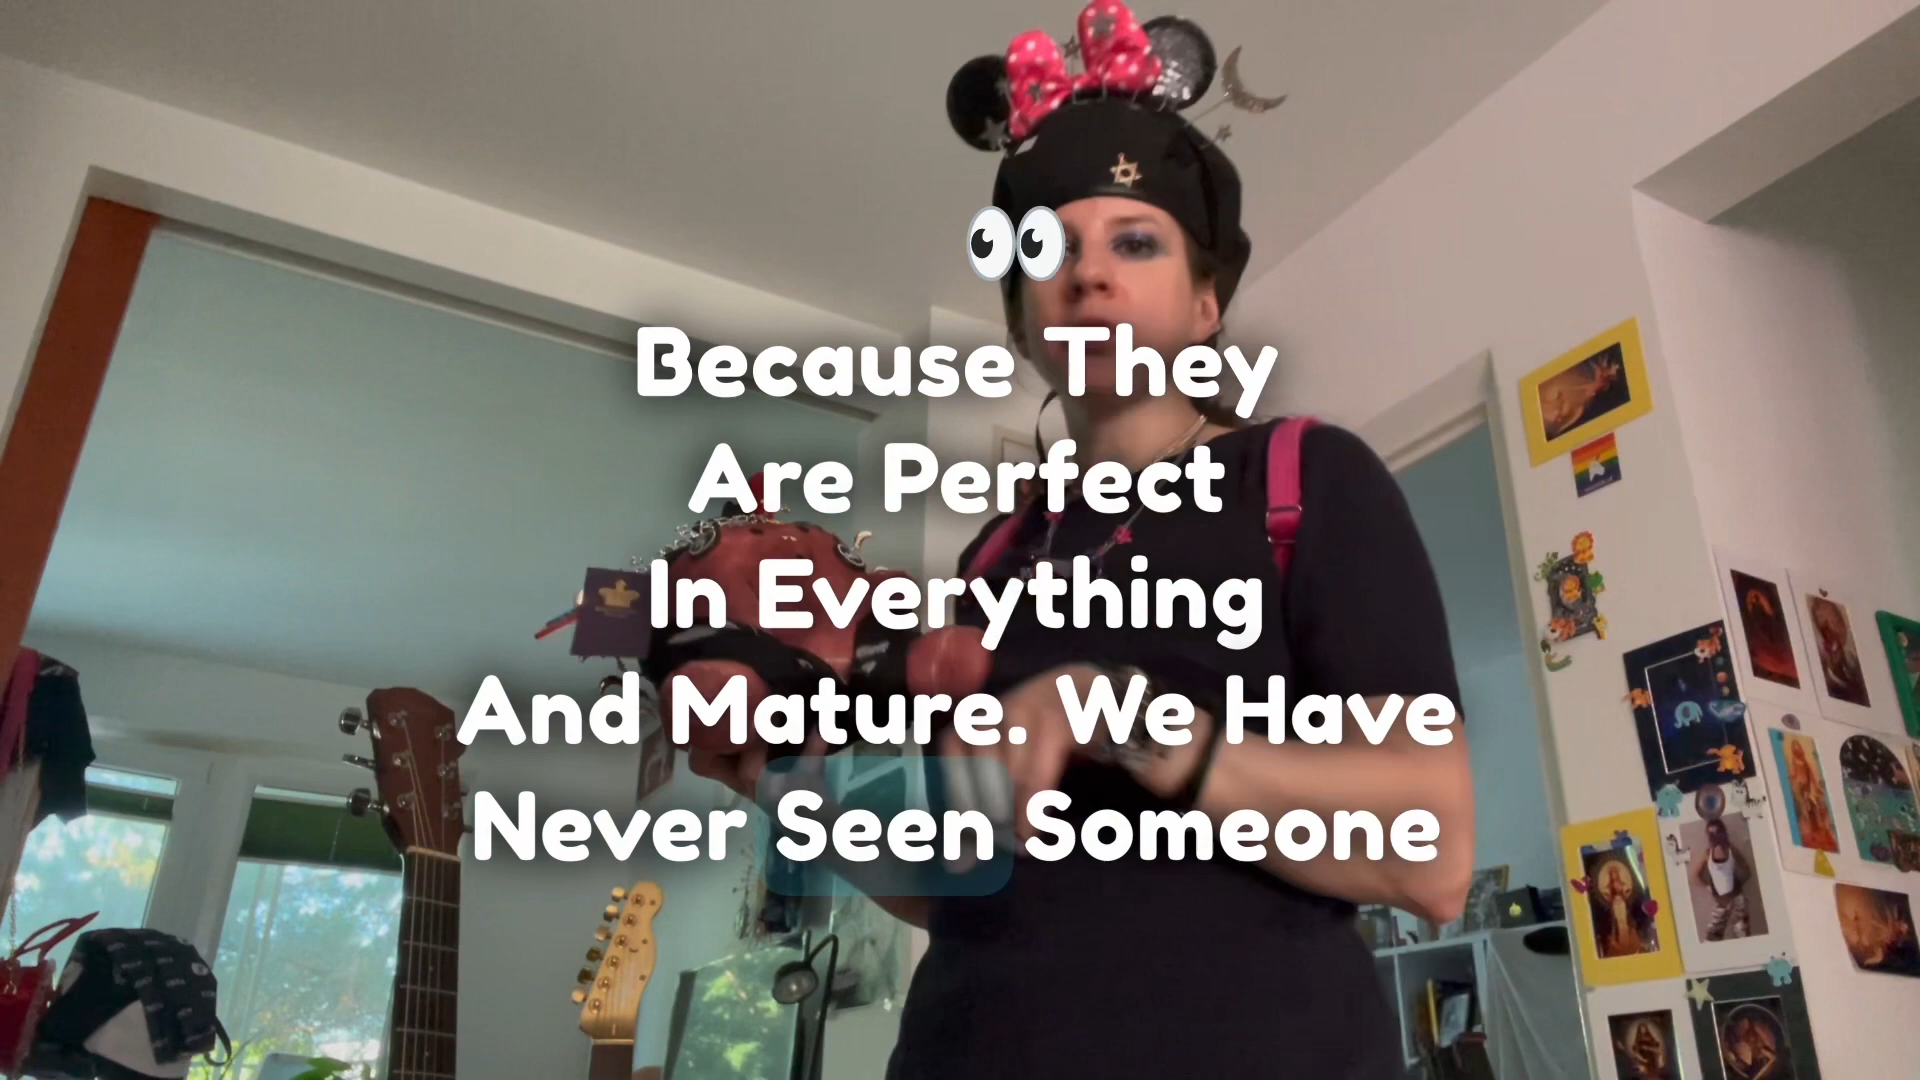 Because They
Are Perfect
In Everything
And Mature. We Have
Never Seen Someone